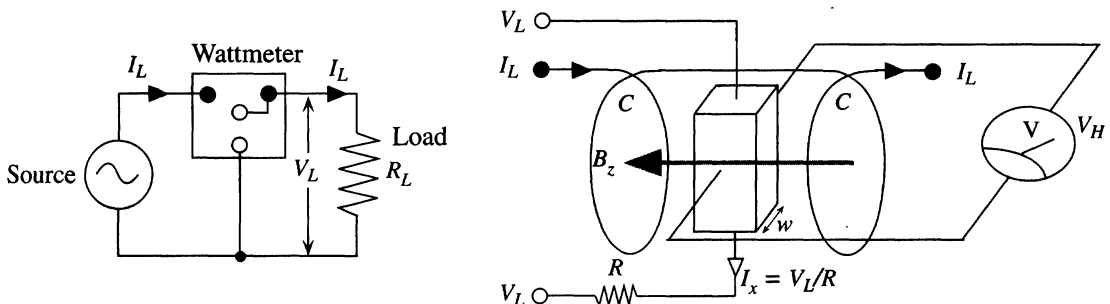 Wattmeter
I_L
I_L
Source
V_L
Load
R_L
V_L
I_L
I_L
C
C
B_z
w
V
V_H
R
I_x = V_L/R
V_L